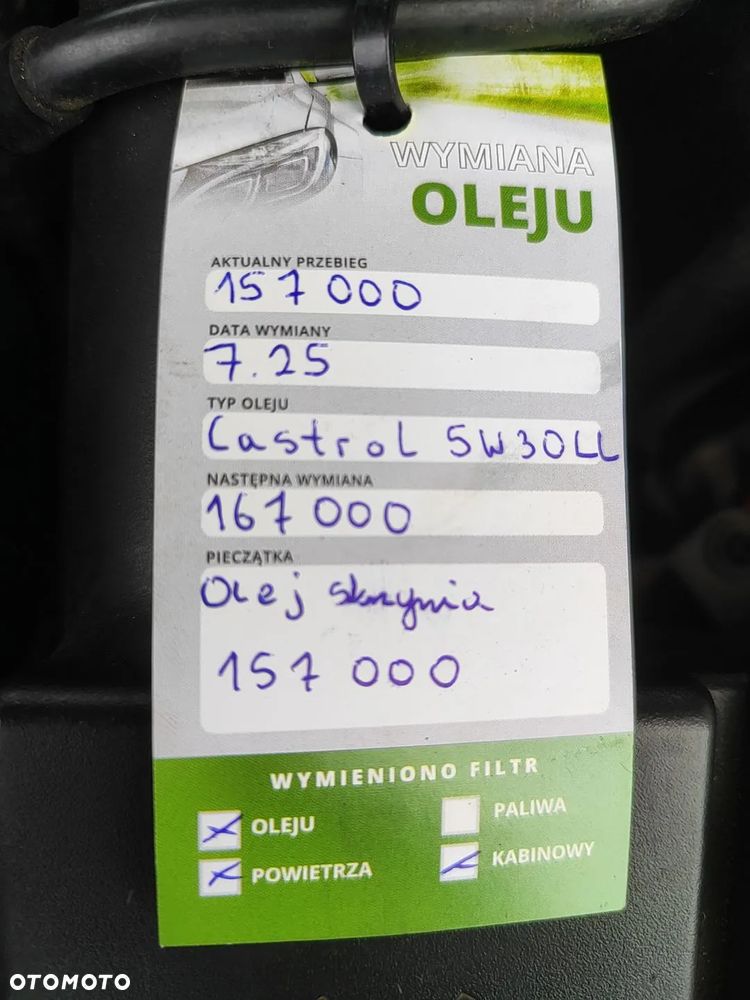 WYMIANA
OLEJU
AKTUALNY PRZEBIEG
157 000
DATA WYMIANY
7.25
TYP OLEJU
Castrol 5W30LL
NASTĘPNA WYMIANA
167 000
PIECZĄTKA
Olej skrzynia
157 000
WYMIENIONO FILTR
OLEJU
PALIWA
POWIETRZA
KABINOWY
OTOMOTO